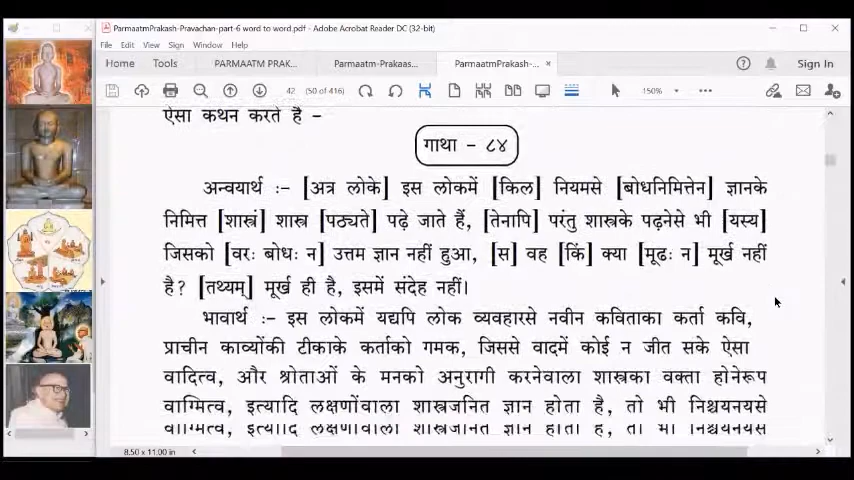 ParmaatmPrakash-Pravachan-part-6 word to word.pdf - Adobe Acrobat Reader DC (32-bit)
File Edit View Sign Window Help
Home Tools PARMAATM PRAK... Parmaatm-Prakaas... ParmaatmPrakash-... × Sign In
42 (50 of 416) 150%
ऐसा कथन करते हैं -
गाथा - ८४
अन्वयार्थ :- [अत्र लोके] इस लोकमें [किल] नियमसे [बोधनिमित्तेन] ज्ञानके
निमित्त [शास्त्रं] शास्त्र [पठ्यते] पढ़े जाते हैं, [तेनापि] परंतु शास्त्रके पढ़नेसे भी [यस्य]
जिसको [वरः बोधः न] उत्तम ज्ञान नहीं हुआ, [स] वह [किं] क्या [मूढः न] मूर्ख नहीं
है? [तथ्यम्] मूर्ख ही है, इसमें संदेह नहीं।
भावार्थ :- इस लोकमें यद्यपि लोक व्यवहारसे नवीन कविताका कर्ता कवि,
प्राचीन काव्योंकी टीकाके कर्ताको गमक, जिससे वादमें कोई न जीत सके ऐसा
वादित्व, और श्रोताओं के मनको अनुरागी करनेवाला शास्त्रका वक्ता होनेरूप
वाग्मित्व, इत्यादि लक्षणोंवाला शास्त्रजनित ज्ञान होता है, तो भी निश्चयनयसे
वाग्मित्व, इत्यादि लक्षणोंवाला शास्त्रजनित ज्ञान होता है, तो भी निश्चयनयसे
8.50 x 11.00 in